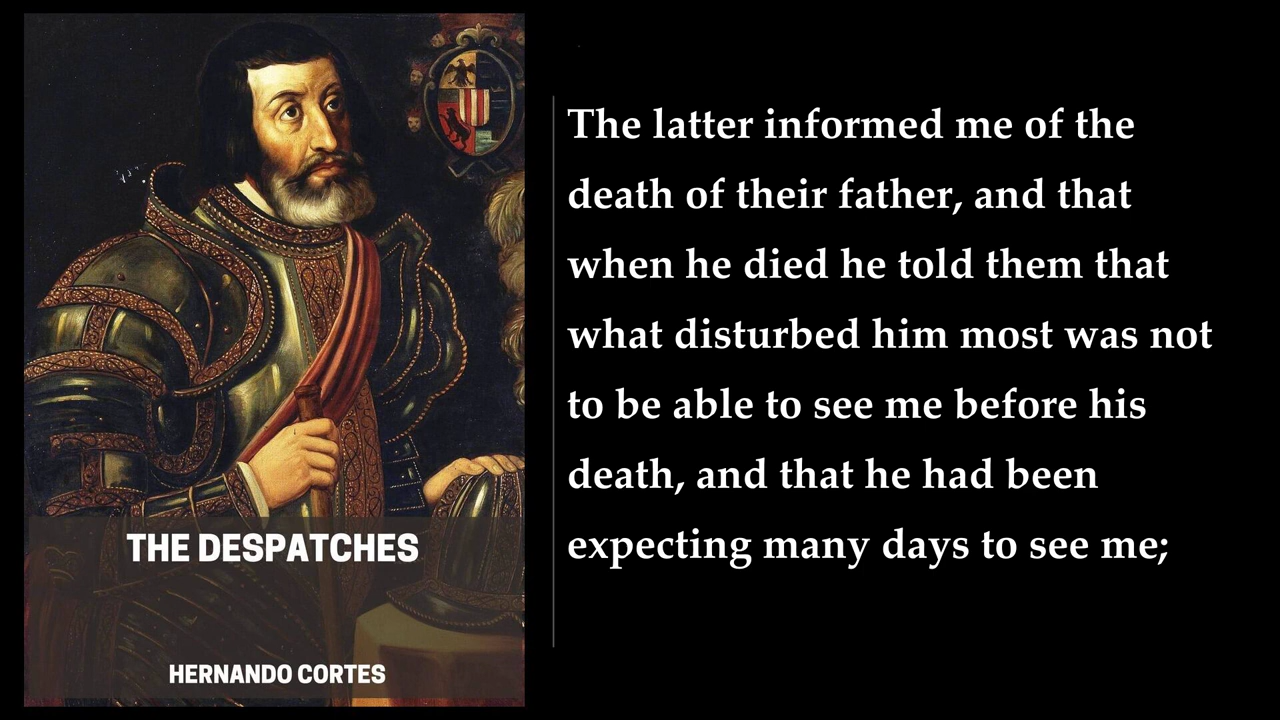 THE DESPATCHES
HERNANDO CORTES
The latter informed me of the
death of their father, and that
when he died he told them that
what disturbed him most was not
to be able to see me before his
death, and that he had been
expecting many days to see me;